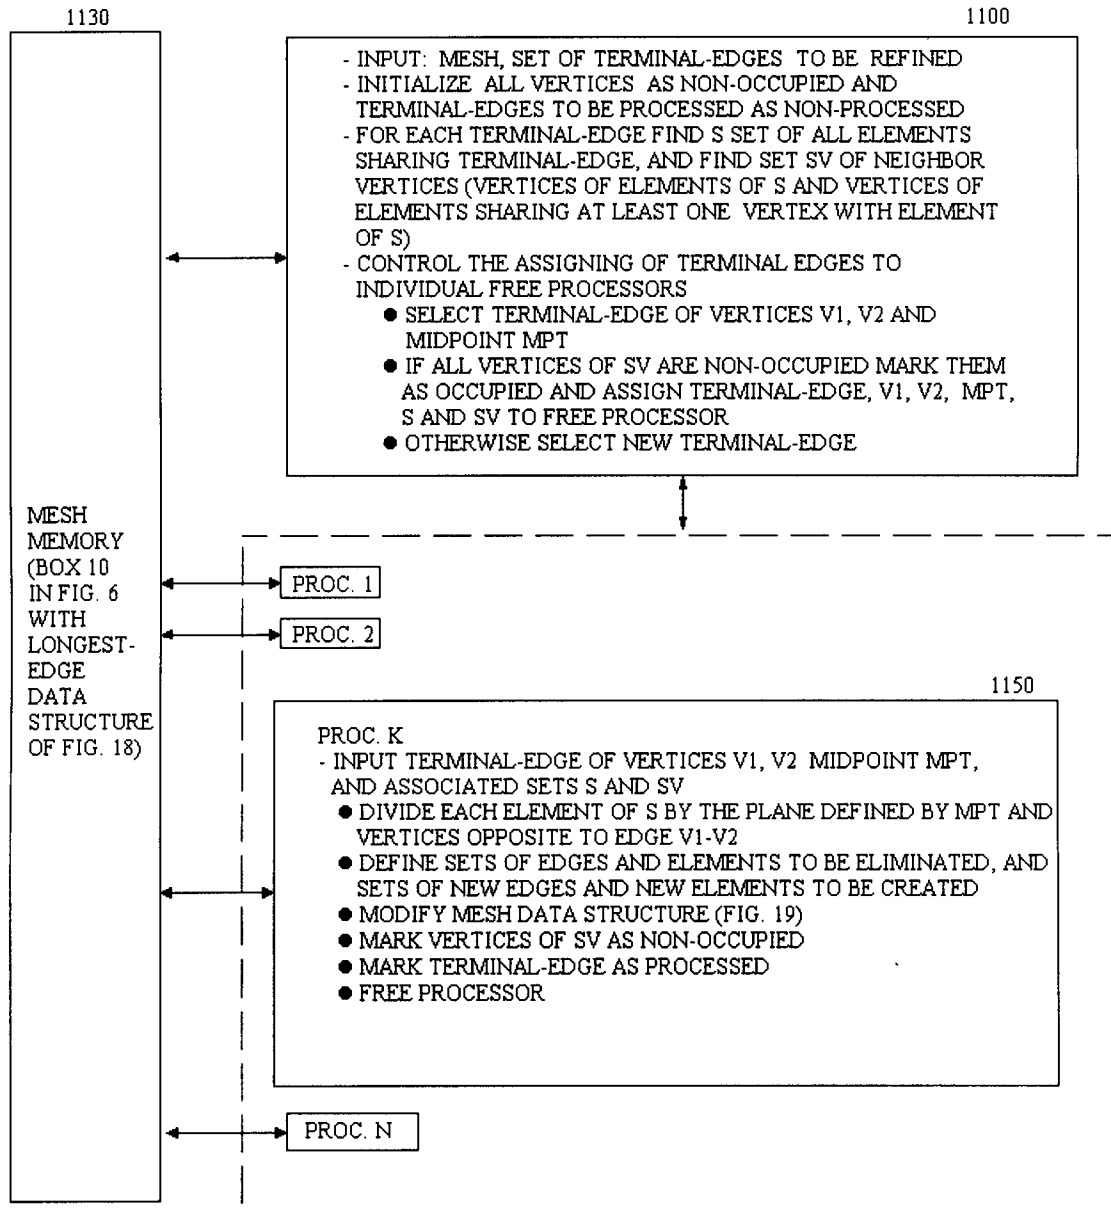 1130
1100
- INPUT: MESH, SET OF TERMINAL-EDGES TO BE REFINED
- INITIALIZE ALL VERTICES AS NON-OCCUPIED AND
TERMINAL-EDGES TO BE PROCESSED AS NON-PROCESSED
- FOR EACH TERMINAL-EDGE FIND S SET OF ALL ELEMENTS
SHARING TERMINAL-EDGE, AND FIND SET SV OF NEIGHBOR
VERTICES (VERTICES OF ELEMENTS OF S AND VERTICES OF
ELEMENTS SHARING AT LEAST ONE VERTEX WITH ELEMENT
OF S)
- CONTROL THE ASSIGNING OF TERMINAL EDGES TO
INDIVIDUAL FREE PROCESSORS
● SELECT TERMINAL-EDGE OF VERTICES V1, V2 AND
MIDPOINT MPT
● IF ALL VERTICES OF SV ARE NON-OCCUPIED MARK THEM
AS OCCUPIED AND ASSIGN TERMINAL-EDGE, V1, V2, MPT,
S AND SV TO FREE PROCESSOR
● OTHERWISE SELECT NEW TERMINAL-EDGE
MESH
MEMORY
(BOX 10
IN FIG. 6
WITH
LONGEST-
EDGE
DATA
STRUCTURE
OF FIG. 18)
PROC. 1
PROC. 2
1150
PROC. K
- INPUT TERMINAL-EDGE OF VERTICES V1, V2 MIDPOINT MPT,
AND ASSOCIATED SETS S AND SV
● DIVIDE EACH ELEMENT OF S BY THE PLANE DEFINED BY MPT AND
VERTICES OPPOSITE TO EDGE V1-V2
● DEFINE SETS OF EDGES AND ELEMENTS TO BE ELIMINATED, AND
SETS OF NEW EDGES AND NEW ELEMENTS TO BE CREATED
● MODIFY MESH DATA STRUCTURE (FIG. 19)
● MARK VERTICES OF SV AS NON-OCCUPIED
● MARK TERMINAL-EDGE AS PROCESSED
● FREE PROCESSOR
PROC. N